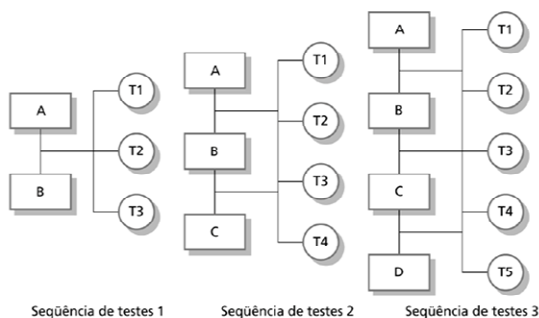 A
B
T1
T2
T3
Seqüência de testes 1
A
B
C
T1
T2
T3
T4
Seqüência de testes 2
A
B
C
D
T1
T2
T3
T4
T5
Seqüência de testes 3